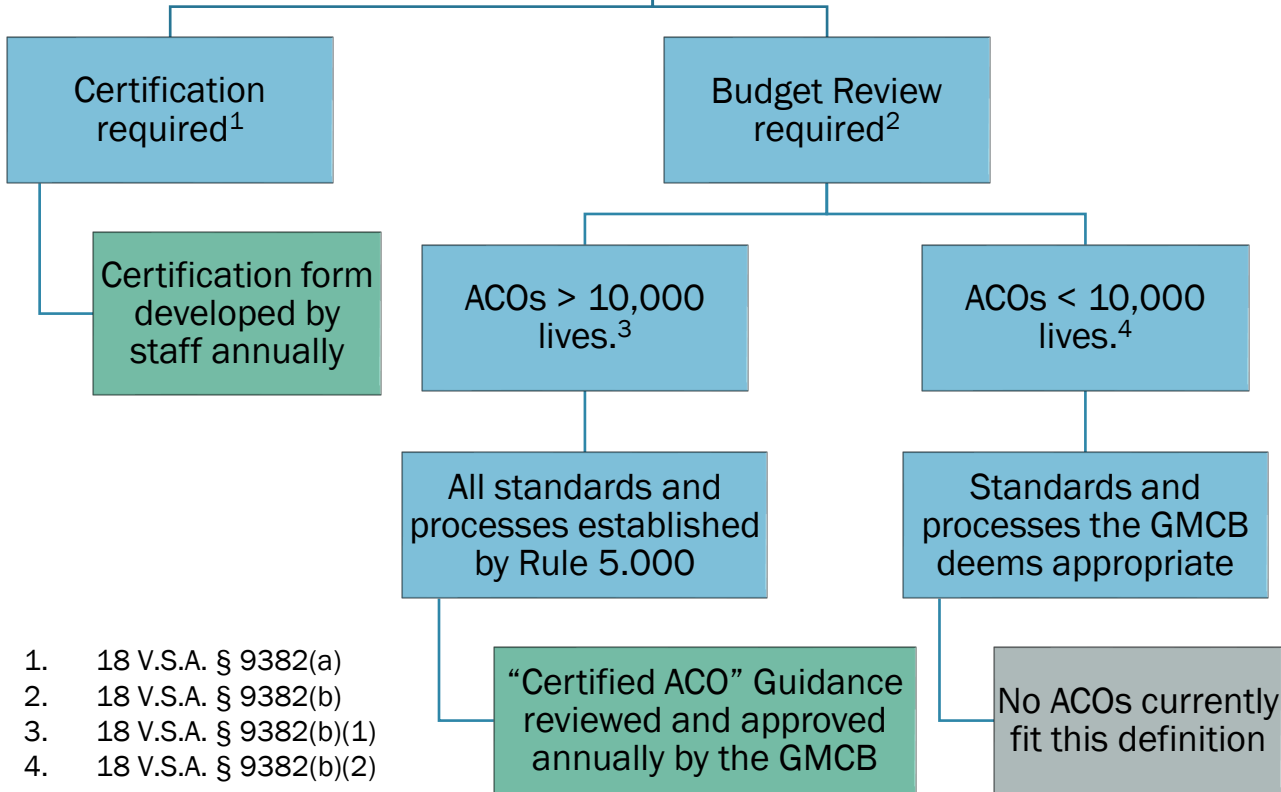 Certification
required¹
Budget Review
required²
Certification form
developed by
staff annually
ACOs > 10,000
lives.³
ACOs < 10,000
lives.⁴
All standards and
processes established
by Rule 5.000
Standards and
processes the GMCB
deems appropriate
“Certified ACO” Guidance
reviewed and approved
annually by the GMCB
No ACOs currently
fit this definition
1. 18 V.S.A. § 9382(a)
2. 18 V.S.A. § 9382(b)
3. 18 V.S.A. § 9382(b)(1)
4. 18 V.S.A. § 9382(b)(2)